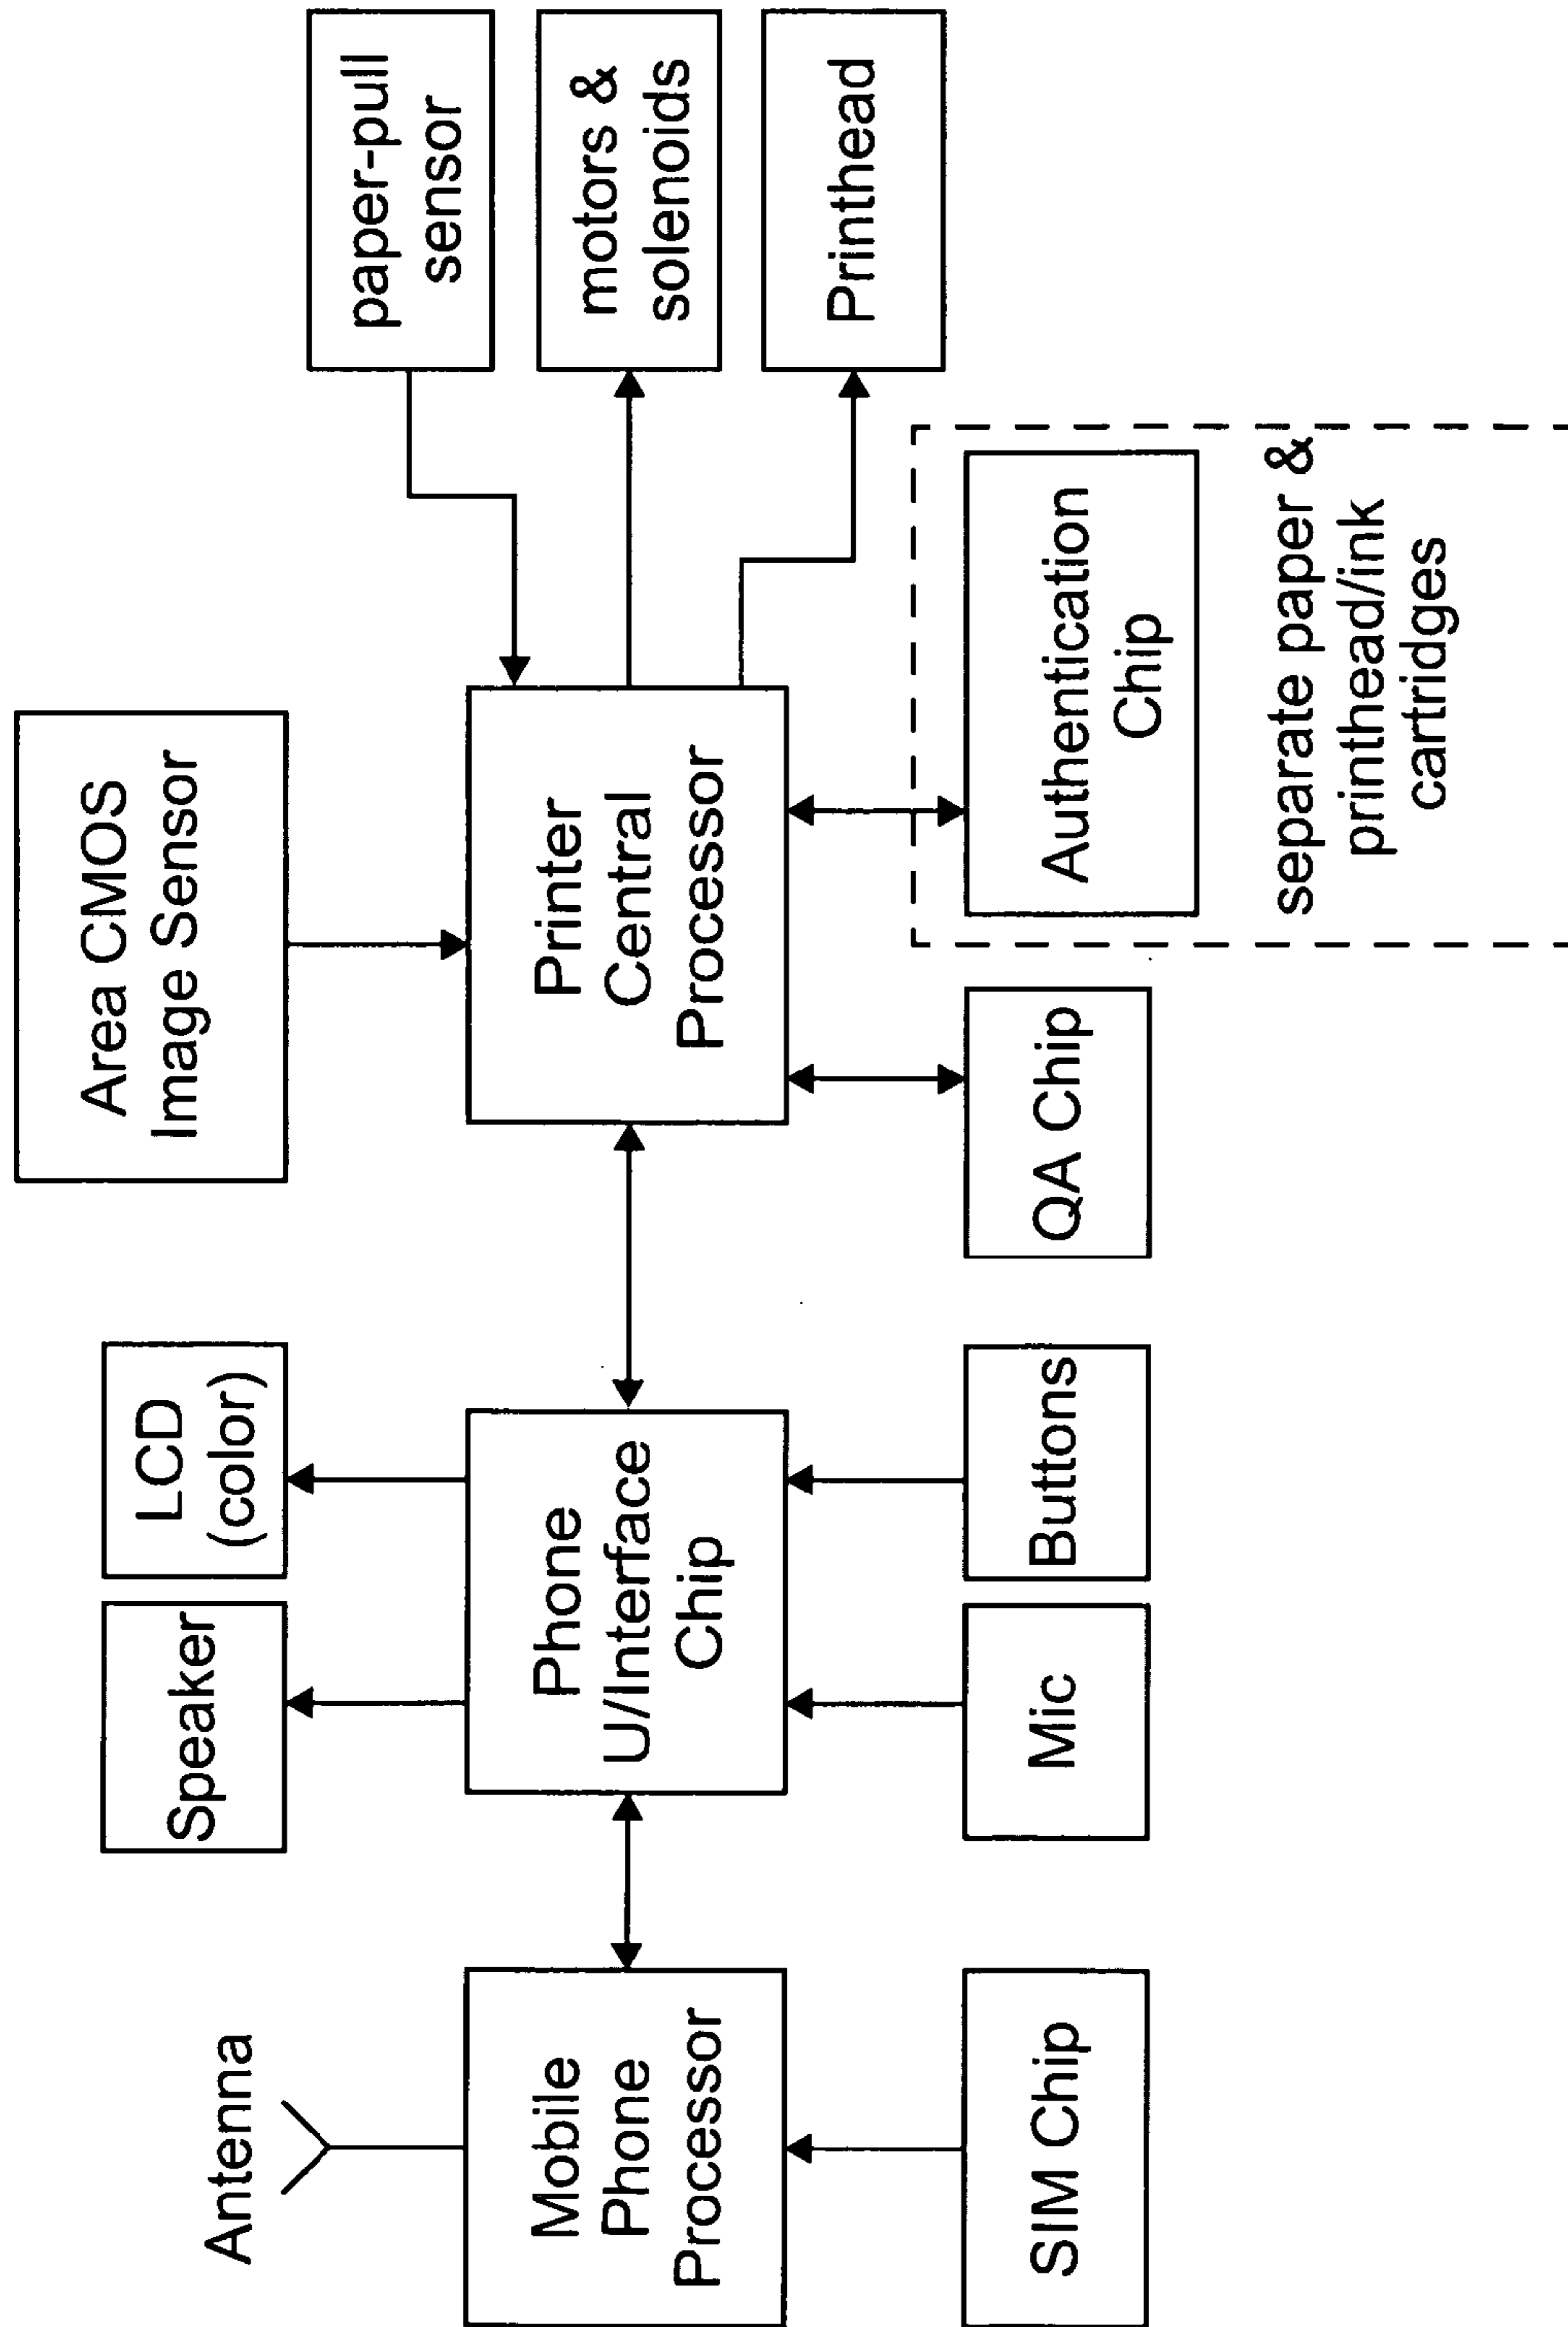 Antenna
Mobile
Phone
Processor
SIM Chip
Speaker
LCD
(color)
Phone
U/Interface
Chip
Mic
Buttons
Area CMOS
Image Sensor
Printer
Central
Processor
QA Chip
Authentication
Chip
separate paper &
printhead/ink
cartridges
paper-pull
sensor
motors &
solenoids
Printhead